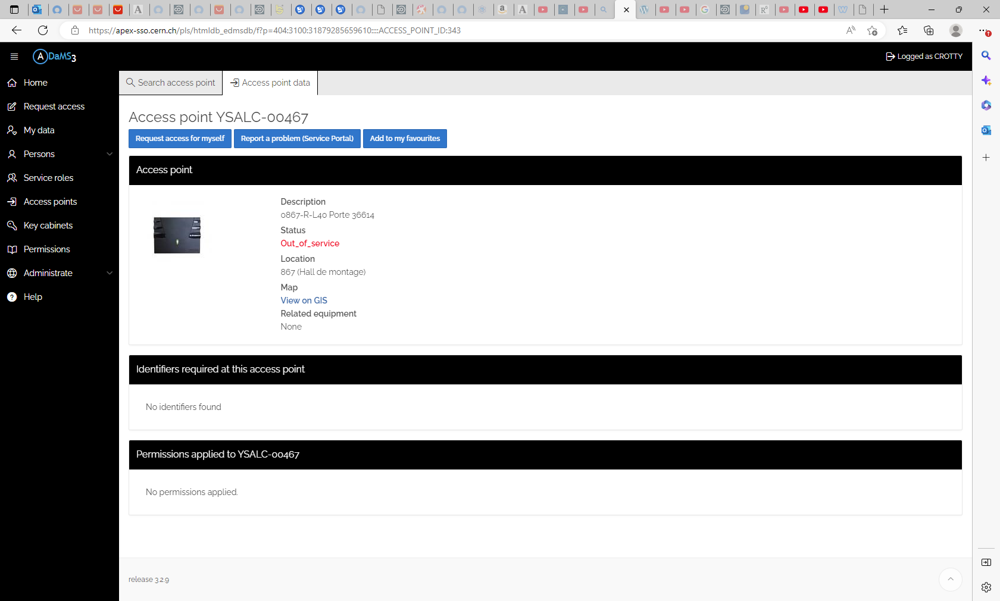 https://apex-sso.cern.ch/pls/htmldb_edmsdb/f?p=404:3100:31879285659610::::ACCESS_POINT_ID:343
ADaMS3
Logged as CROTTY
Home
Request access
My data
Persons
Service roles
Access points
Key cabinets
Permissions
Administrate
Help
Search access point
Access point data
Access point YSALC-00467
Request access for myself
Report a problem (Service Portal)
Add to my favourites
Access point
Description
0867-R-L40 Porte 36614
Status
Out_of_service
Location
867 (Hall de montage)
Map
View on GIS
Related equipment
None
Identifiers required at this access point
No identifiers found
Permissions applied to YSALC-00467
No permissions applied.
release 3.2.9